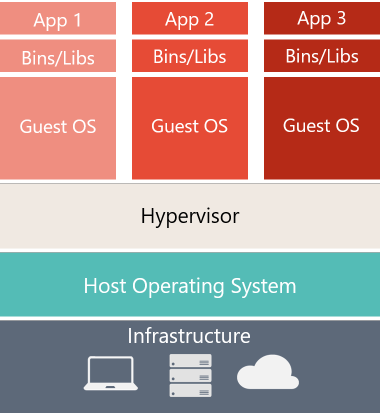 App 1
App 2
App 3
Bins/Libs
Bins/Libs
Bins/Libs
Guest OS
Guest OS
Guest OS
Hypervisor
Host Operating System
Infrastructure